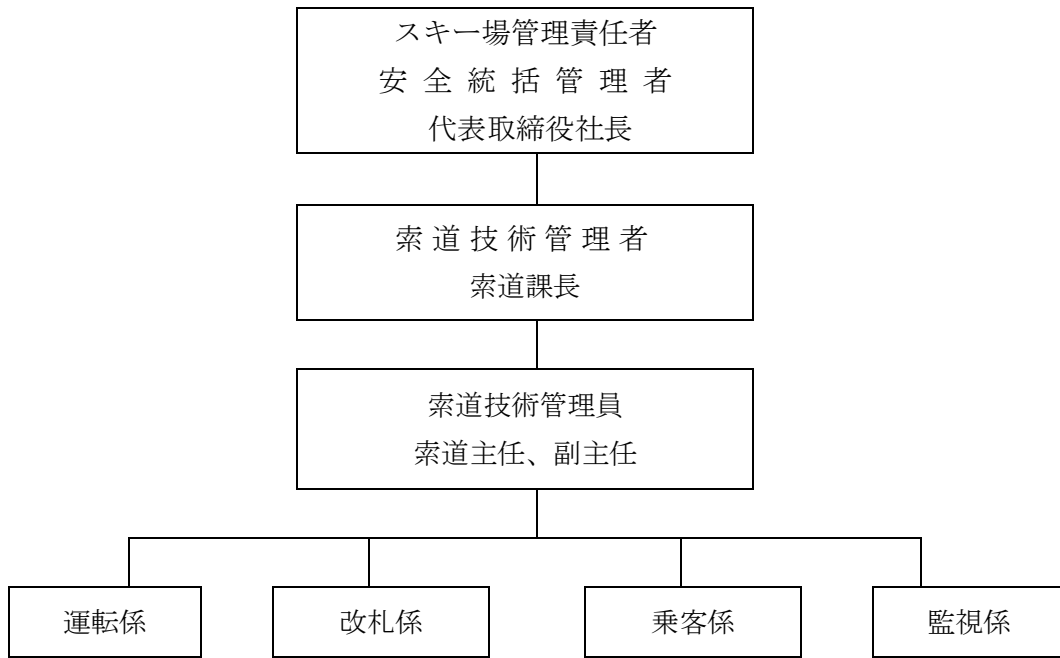 スキー場管理責任者
安全統括管理者
代表取締役社長
索道技術管理者
索道課長
索道技術管理員
索道主任、副主任
運転係
改札係
乗客係
監視係